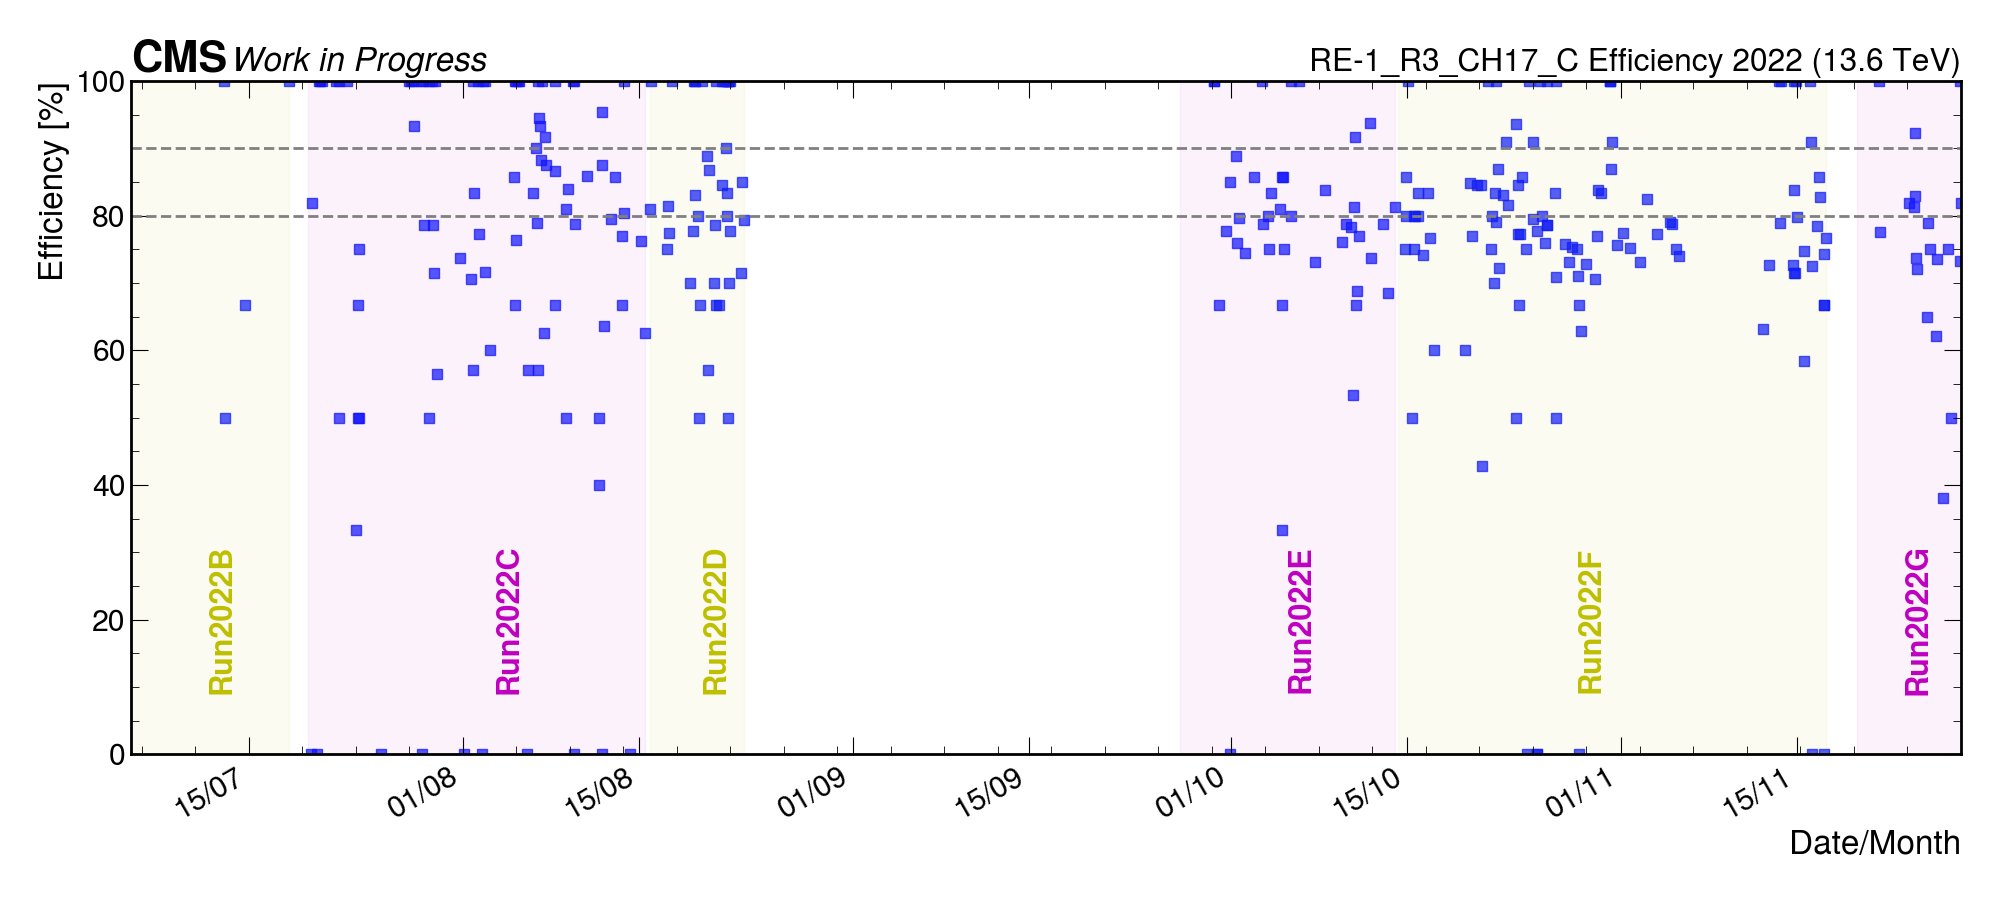 CMS Work in Progress
RE-1_R3_CH17_C Efficiency 2022 (13.6 TeV)
Efficiency [%]
100
80
60
40
20
0
Run2022B
Run2022C
Run2022D
Run2022E
Run2022F
Run2022G
15/07
01/08
15/08
01/09
15/09
01/10
15/10
01/11
15/11
Date/Month